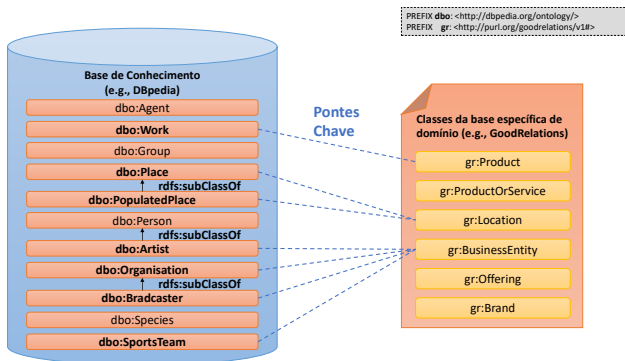 PREFIX dbo: <http://dbpedia.org/ontology/>
PREFIX gr: <http://purl.org/goodrelations/v1#>
Base de Conhecimento
(e.g., DBpedia)
dbo:Agent
dbo:Work
dbo:Group
dbo:Place
rdfs:subClassOf
dbo:PopulatedPlace
dbo:Person
rdfs:subClassOf
dbo:Artist
dbo:Organisation
rdfs:subClassOf
dbo:Bradcaster
dbo:Species
dbo:SportsTeam
Pontes
Chave
Classes da base específica de
domínio (e.g., GoodRelations)
gr:Product
gr:ProductOrService
gr:Location
gr:BusinessEntity
gr:Offering
gr:Brand